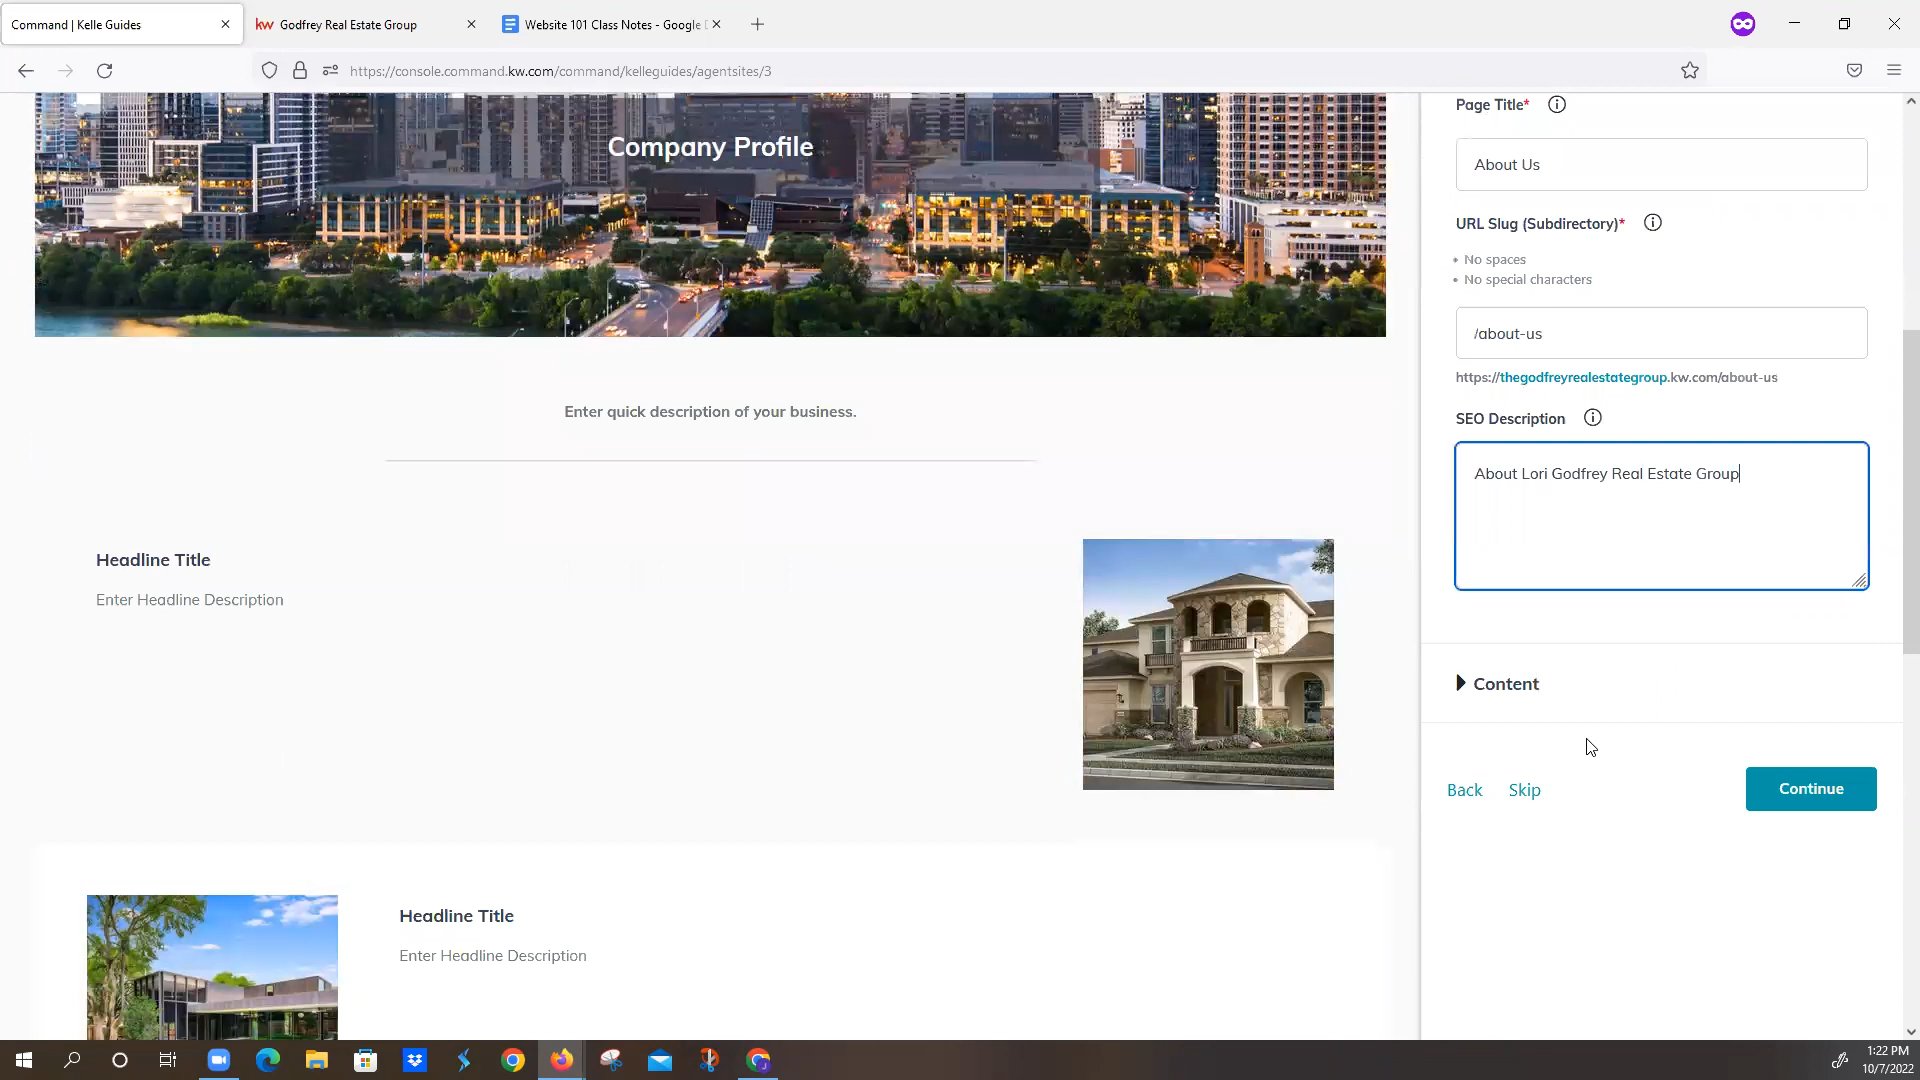 Command | Kelle Guides
kw Godfrey Real Estate Group
Website 101 Class Notes - Google
https://console.command.kw.com/command/kelleguides/agentsites/3
Company Profile
Enter quick description of your business.
Headline Title
Enter Headline Description
Headline Title
Enter Headline Description
Page Title*
About Us
URL Slug (Subdirectory)*
• No spaces
• No special characters
/about-us
https://thegodfreyrealestategroup.kw.com/about-us
SEO Description
About Lori Godfrey Real Estate Group
Content
Back Skip Continue
1:22 PM
10/7/2022